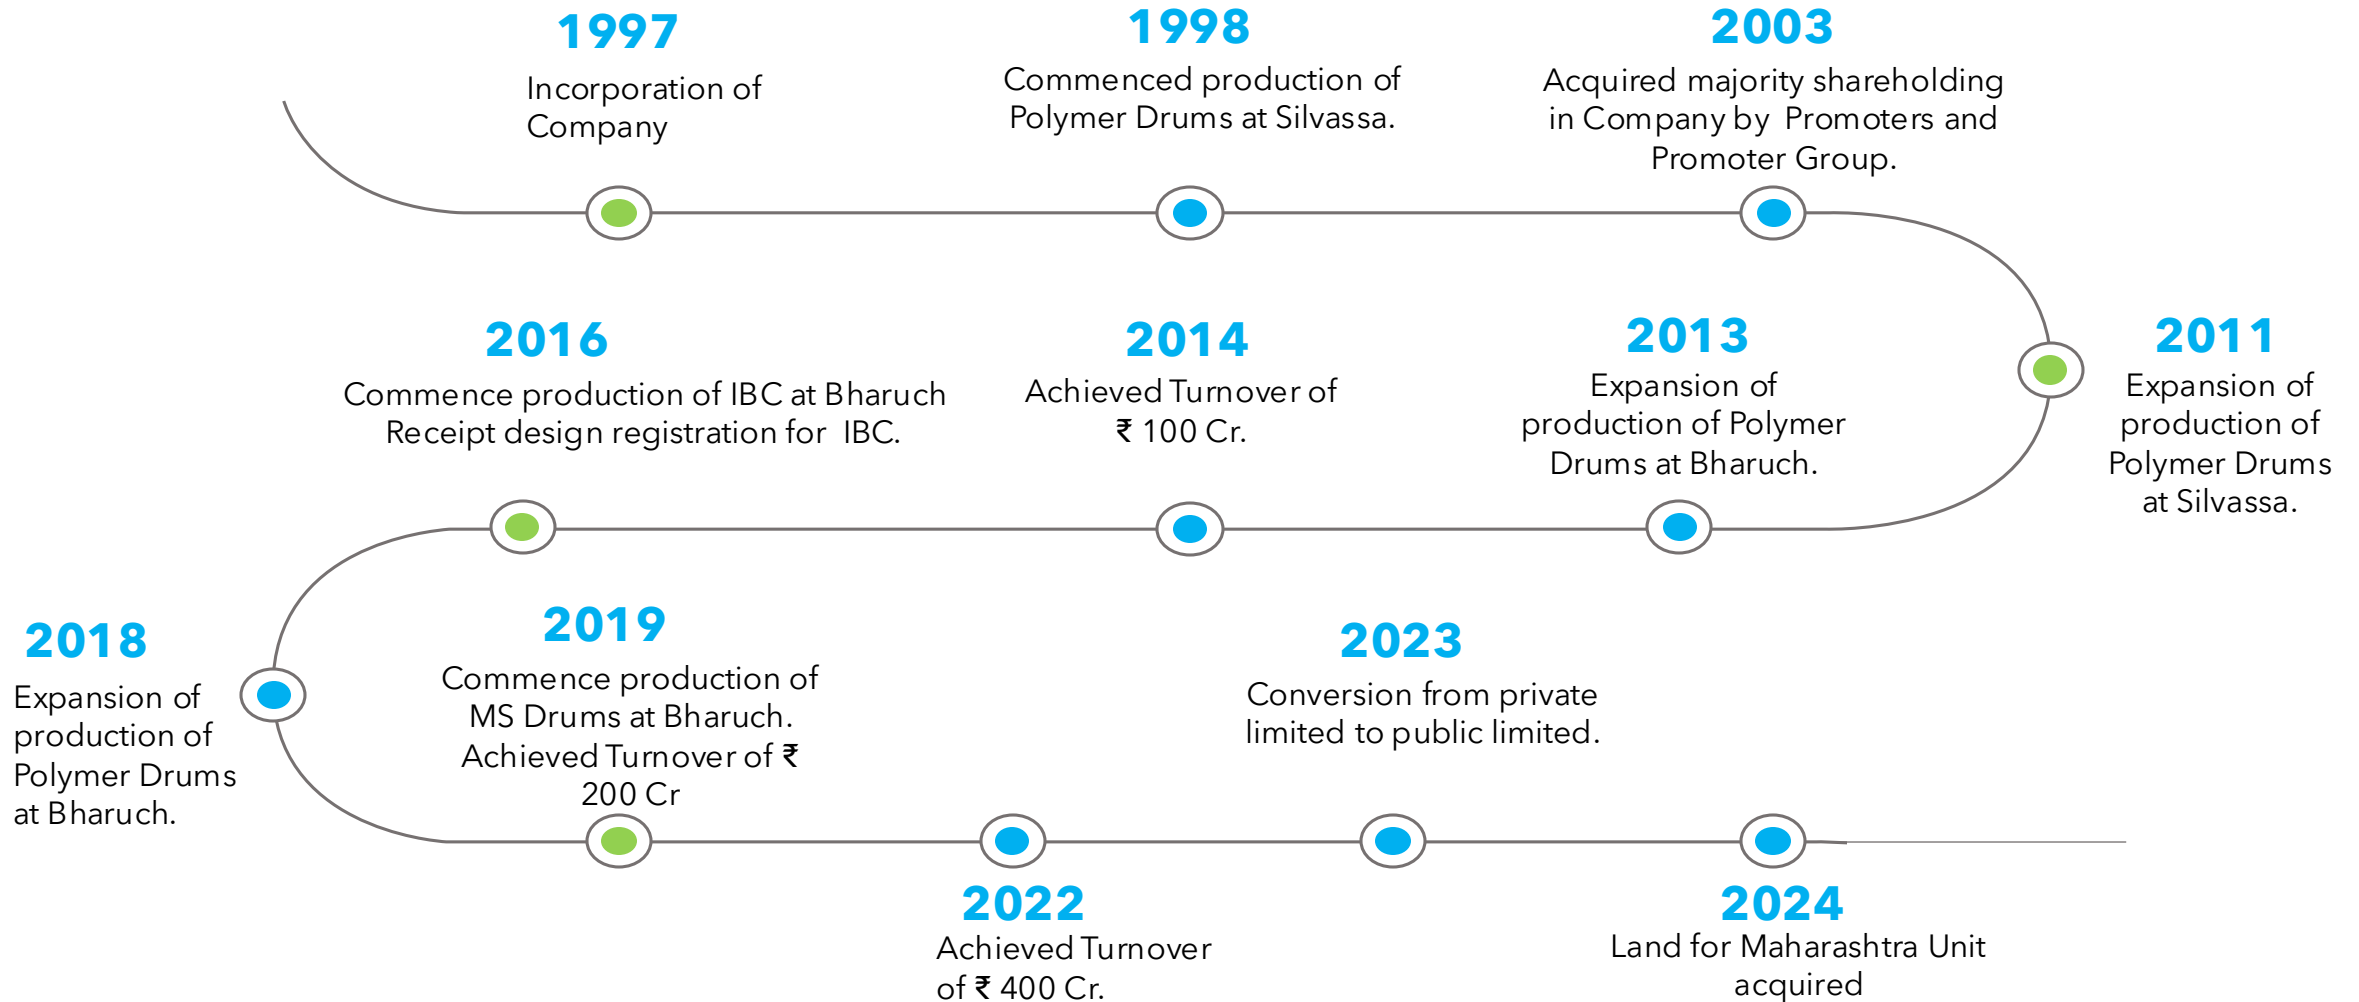 1997
Incorporation of
Company
1998
Commenced production of
Polymer Drums at Silvassa.
2003
Acquired majority shareholding
in Company by Promoters and
Promoter Group.
2011
Expansion of
production of
Polymer Drums
at Silvassa.
2013
Expansion of
production of Polymer
Drums at Bharuch.
2014
Achieved Turnover of
₹ 100 Cr.
2016
Commence production of IBC at Bharuch
Receipt design registration for IBC.
2018
Expansion of
production of
Polymer Drums
at Bharuch.
2019
Commence production of
MS Drums at Bharuch.
Achieved Turnover of ₹
200 Cr
2022
Achieved Turnover
of ₹ 400 Cr.
2023
Conversion from private
limited to public limited.
2024
Land for Maharashtra Unit
acquired